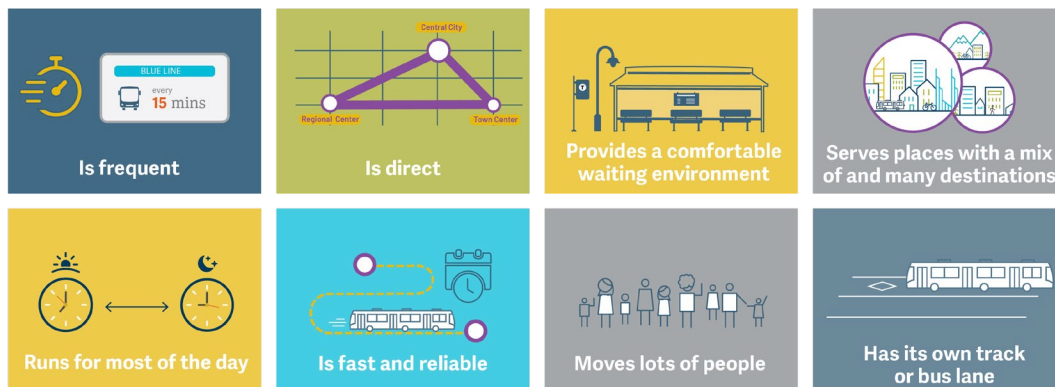 BLUE LINE
every
15 mins
Is frequent
Central City
Regional Center
Town Center
Is direct
T
Provides a comfortable
waiting environment
Serves places with a mix
of and many destinations
Runs for most of the day
Is fast and reliable
Moves lots of people
Has its own track
or bus lane